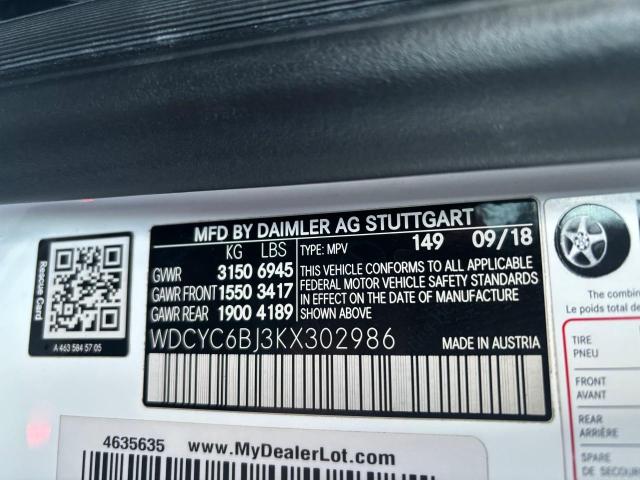 MFD BY DAIMLER AG STUTTGART
KG LBS TYPE: MPV 149 09/18
GVWR 3150 6945
GAWR FRONT 1550 3417
GAWR REAR 1900 4189
THIS VEHICLE CONFORMS TO ALL APPLICABLE
FEDERAL MOTOR VEHICLE SAFETY STANDARDS
IN EFFECT ON THE DATE OF MANUFACTURE
SHOWN ABOVE.
WDCYC6BJ3KX302986 MADE IN AUSTRIA
Rescue Card
A 463 584 57 05
4635635 www.MyDealerLot.com
The combin
Le poids total de
TIRE
PNEU
FRONT
AVANT
REAR
ARRIÈRE
SPARE
DE SECOUR